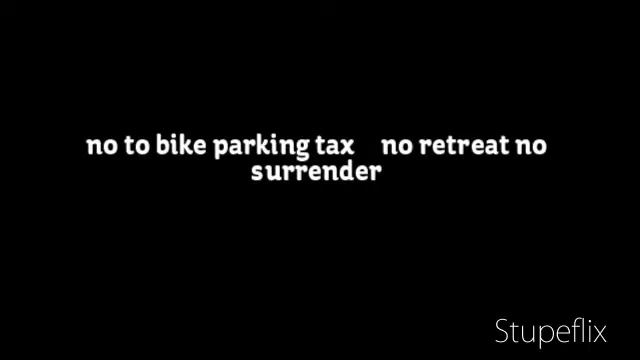 no to bike parking tax no retreat no
surrender
Stupeflix